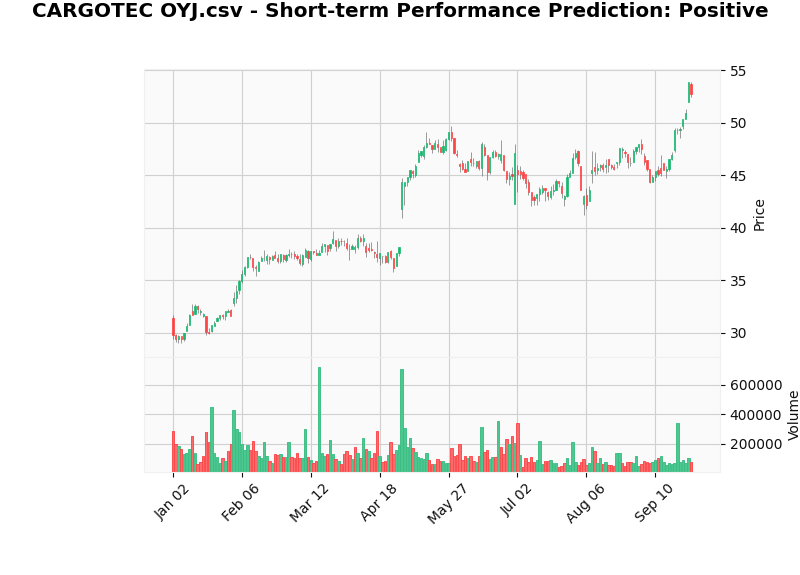 CARGOTEC OYJ.csv - Short-term Performance Prediction: Positive
55
50
45
40
35
30
Price
600000
400000
200000
Volume
Jan 02
Feb 06
Mar 12
Apr 18
May 27
Jul 02
Aug 06
Sep 10